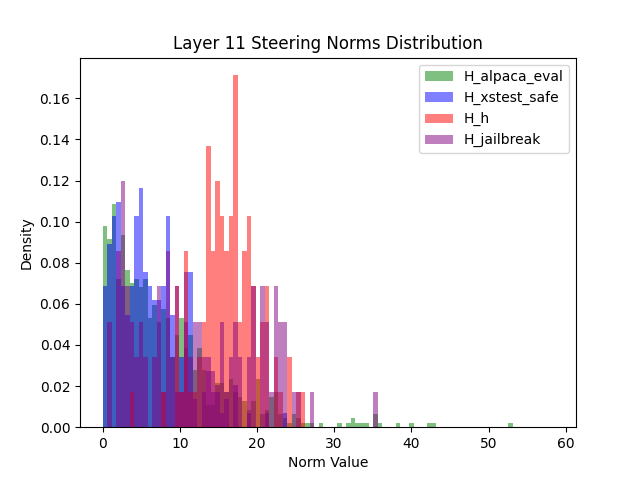 Layer 11 Steering Norms Distribution
H_alpaca_eval
H_xstest_safe
H_h
H_jailbreak
Density
0.16
0.14
0.12
0.10
0.08
0.06
0.04
0.02
0.00
0 10 20 30 40 50 60
Norm Value